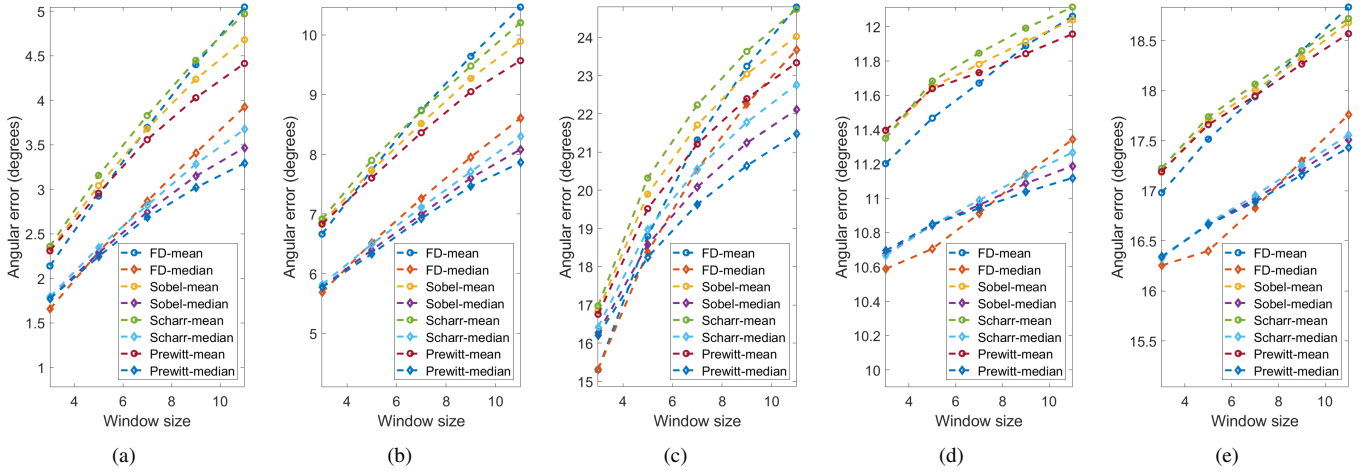 Angular error (degrees)
5
4.5
4
3.5
3
2.5
2
1.5
1
FD-mean
FD-median
Sobel-mean
Sobel-median
Scharr-mean
Scharr-median
Prewitt-mean
Prewitt-median
4 6 8 10
Window size
(a)
Angular error (degrees)
10
9
8
7
6
5
FD-mean
FD-median
Sobel-mean
Sobel-median
Scharr-mean
Scharr-median
Prewitt-mean
Prewitt-median
4 6 8 10
Window size
(b)
Angular error (degrees)
24
23
22
21
20
19
18
17
16
15
FD-mean
FD-median
Sobel-mean
Sobel-median
Scharr-mean
Scharr-median
Prewitt-mean
Prewitt-median
4 6 8 10
Window size
(c)
Angular error (degrees)
12
11.8
11.6
11.4
11.2
11
10.8
10.6
10.4
10.2
10
FD-mean
FD-median
Sobel-mean
Sobel-median
Scharr-mean
Scharr-median
Prewitt-mean
Prewitt-median
4 6 8 10
Window size
(d)
Angular error (degrees)
18.5
18
17.5
17
16.5
16
15.5
FD-mean
FD-median
Sobel-mean
Sobel-median
Scharr-mean
Scharr-median
Prewitt-mean
Prewitt-median
4 6 8 10
Window size
(e)